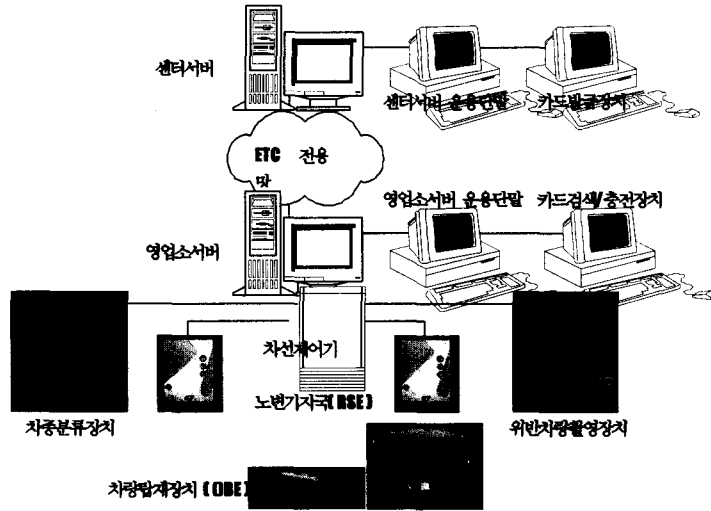 센터서버
센터서버 운용단말
카드발급장치
ETC 전용
망
영업소서버 운용단말
카드검색/충전장치
영업소서버
차선제어기
노변기지국(RSE)
차종분류장치
위반차량촬영장치
차량탑재장치 (OBE)